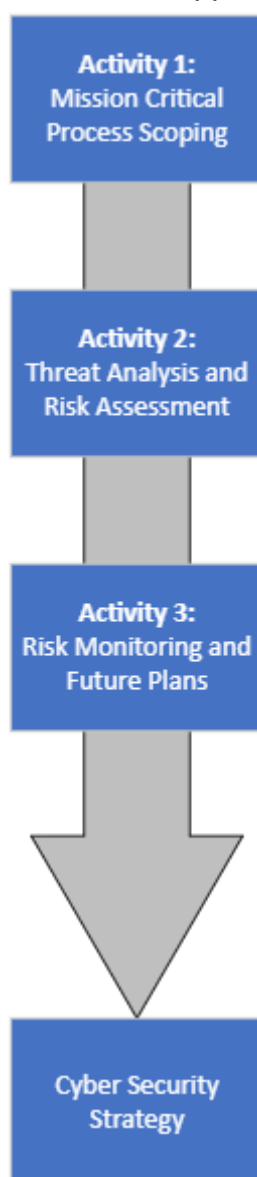 Activity 1:
Mission Critical
Process Scoping
Activity 2:
Threat Analysis and
Risk Assessment
Activity 3:
Risk Monitoring and
Future Plans
Cyber Security
Strategy